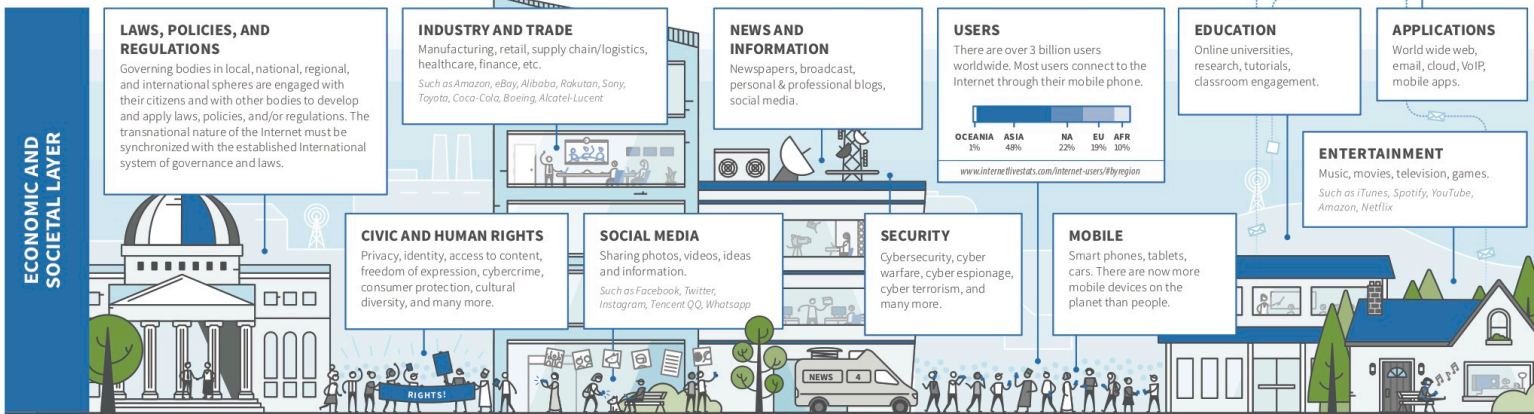 ECONOMIC AND
SOCIETAL LAYER
LAWS, POLICIES, AND
REGULATIONS
Governing bodies in local, national, regional,
and international spheres are engaged with
their citizens and with other bodies to develop
and apply laws, policies, and/or regulations. The
transnational nature of the Internet must be
synchronized with the established International
system of governance and laws.
INDUSTRY AND TRADE
Manufacturing, retail, supply chain/logistics,
healthcare, finance, etc.
Such as Amazon, eBay, Alibaba, Rakutan, Sony,
Toyota, Coca-Cola, Boeing, Alcatel-Lucent
NEWS AND
INFORMATION
Newspapers, broadcast,
personal & professional blogs,
social media.
USERS
There are over 3 billion users
worldwide. Most users connect to the
Internet through their mobile phone.
OCEANIA ASIA NA EU AFR
1% 48% 22% 19% 10%
www.internetlivestats.com/internet-users/#byregion
EDUCATION
Online universities,
research, tutorials,
classroom engagement.
APPLICATIONS
World wide web,
email, cloud, VoIP,
mobile apps.
ENTERTAINMENT
Music, movies, television, games.
Such as iTunes, Spotify, YouTube,
Amazon, Netflix
CIVIC AND HUMAN RIGHTS
Privacy, identity, access to content,
freedom of expression, cybercrime,
consumer protection, cultural
diversity, and many more.
SOCIAL MEDIA
Sharing photos, videos, ideas
and information.
Such as Facebook, Twitter,
Instagram, Tencent QQ, Whatsapp
SECURITY
Cybersecurity, cyber
warfare, cyber espionage,
cyber terrorism, and
many more.
MOBILE
Smart phones, tablets,
cars. There are now more
mobile devices on the
planet than people.
RIGHTS!
NEWS 4